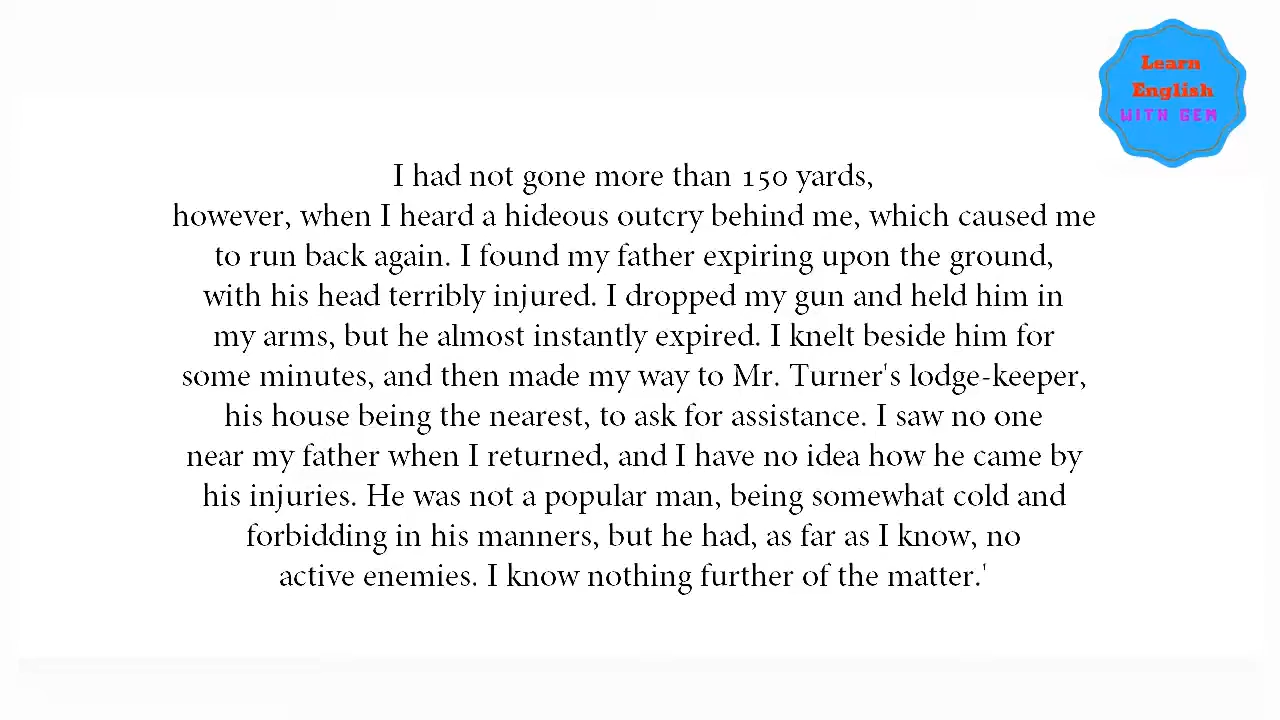 Learn
English
WITH GEM
I had not gone more than 150 yards,
however, when I heard a hideous outcry behind me, which caused me
to run back again. I found my father expiring upon the ground,
with his head terribly injured. I dropped my gun and held him in
my arms, but he almost instantly expired. I knelt beside him for
some minutes, and then made my way to Mr. Turner's lodge-keeper,
his house being the nearest, to ask for assistance. I saw no one
near my father when I returned, and I have no idea how he came by
his injuries. He was not a popular man, being somewhat cold and
forbidding in his manners, but he had, as far as I know, no
active enemies. I know nothing further of the matter.'